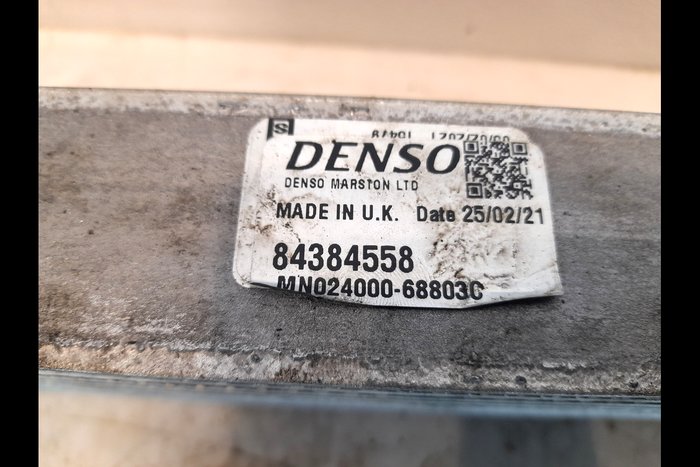 DENSO
DENSO MARSTON LTD
MADE IN U.K. Date 25/02/21
84384558
MN024000-68803C